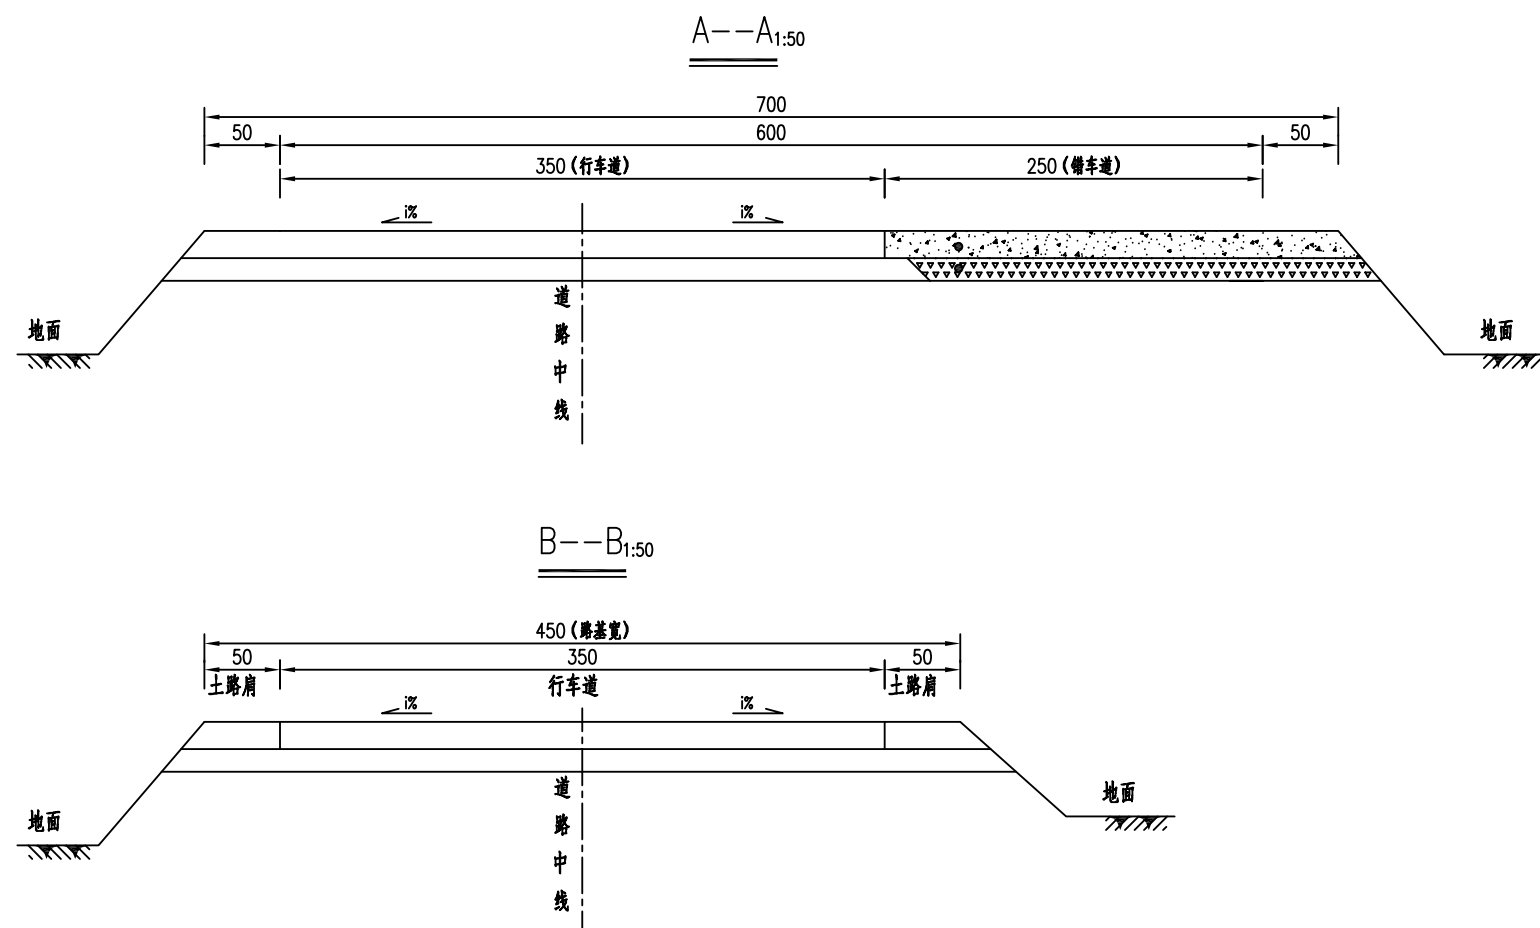 A--A1:50
700
50
600
50
350(行车道)
250(错车道)
i%
i%
道路中线
地面
地面
B--B1:50
450(路基宽)
50
350
50
土路肩
行车道
土路肩
i%
i%
道路中线
地面
地面